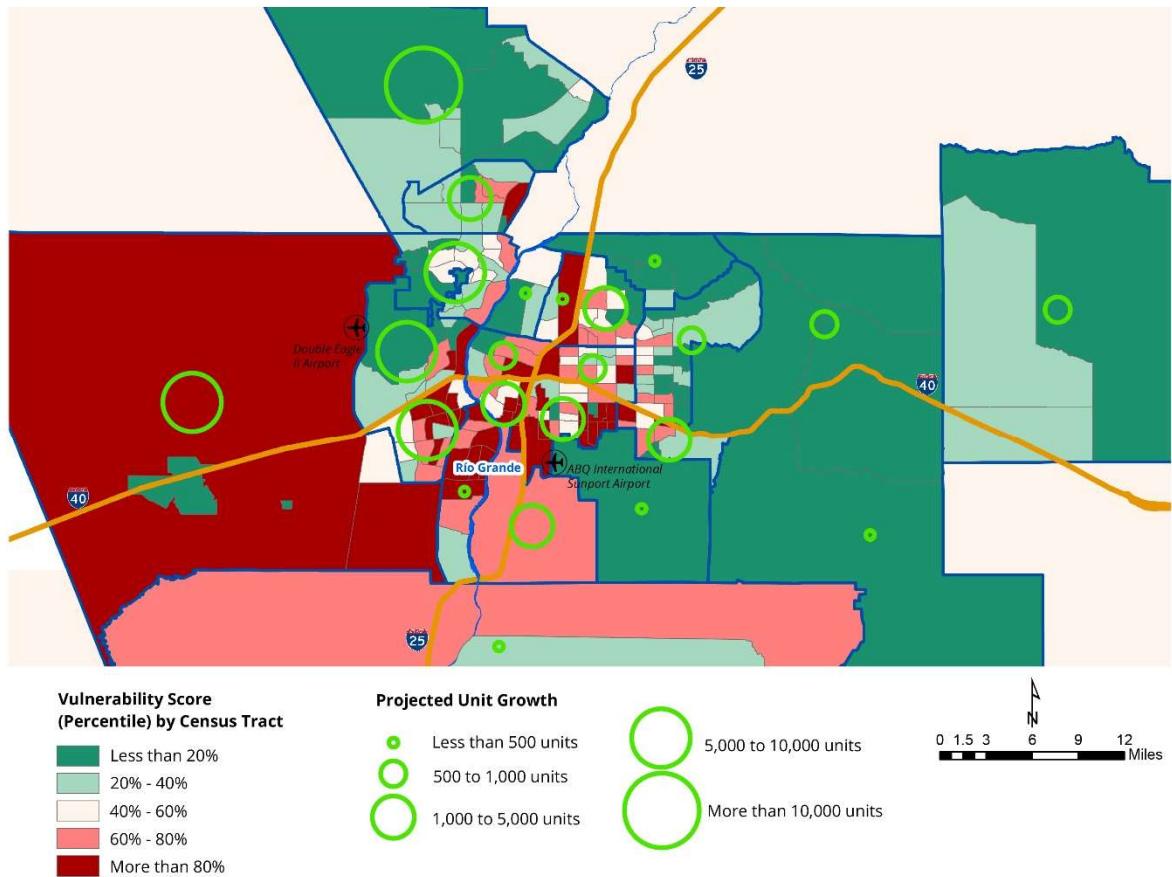 25
Double Eagle
II Airport
40
Río Grande
ABQ International
Sunport Airport
40
25
Vulnerability Score
(Percentile) by Census Tract
Less than 20%
20% - 40%
40% - 60%
60% - 80%
More than 80%
Projected Unit Growth
Less than 500 units
500 to 1,000 units
1,000 to 5,000 units
5,000 to 10,000 units
More than 10,000 units
N
0 1.5 3 6 9 12
Miles